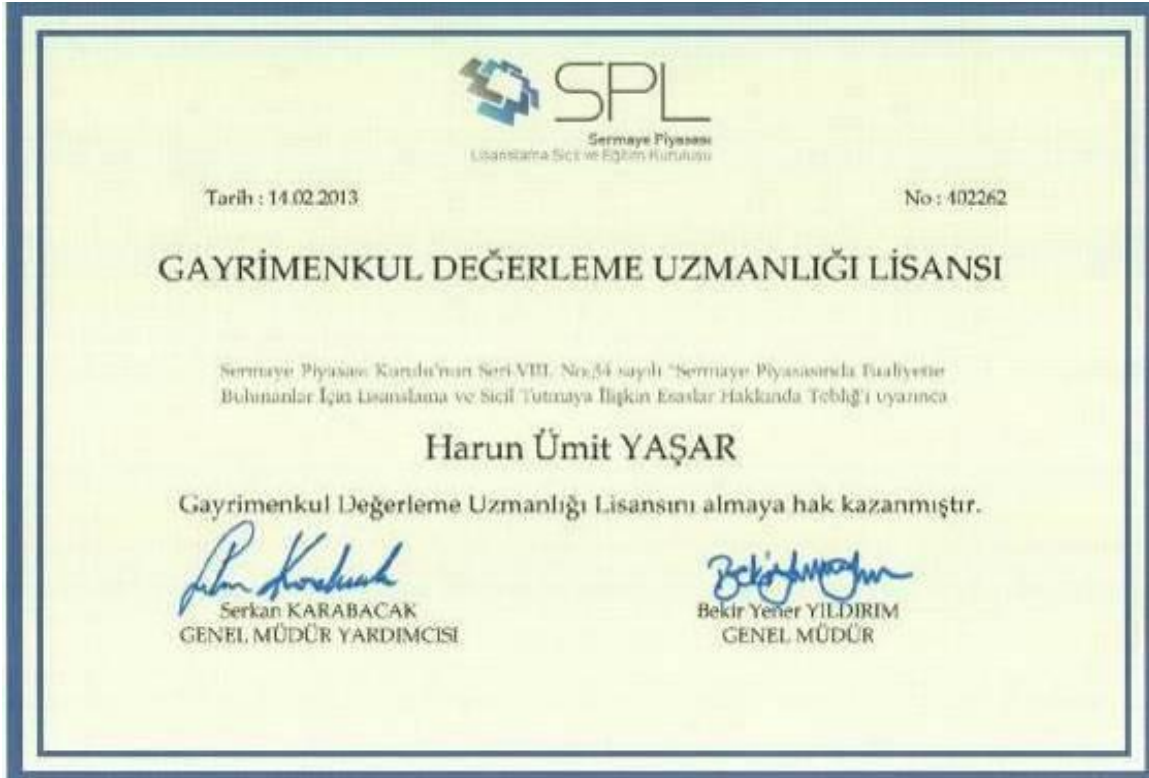 SPL
Sermaye Piyasası
Lisanslama Sicil ve Eğitim Kuruluşu
Tarih : 14.02.2013
No : 402262
GAYRİMENKUL DEĞERLEME UZMANLIĞI LİSANSI
Sermaye Piyasası Kurulu'nun Seri:VIII, No:34 sayılı "Sermaye Piyasasında Faaliyette
Bulunanlar İçin Lisanslama ve Sicil Tutmaya İlişkin Esaslar Hakkında Tebliğ'i uyarınca
Harun Ümit YAŞAR
Gayrimenkul Değerleme Uzmanlığı Lisansını almaya hak kazanmıştır.
Serkan KARABACAK
Bekir Yener YILDIRIM
GENEL MÜDÜR YARDIMCISI
GENEL MÜDÜR